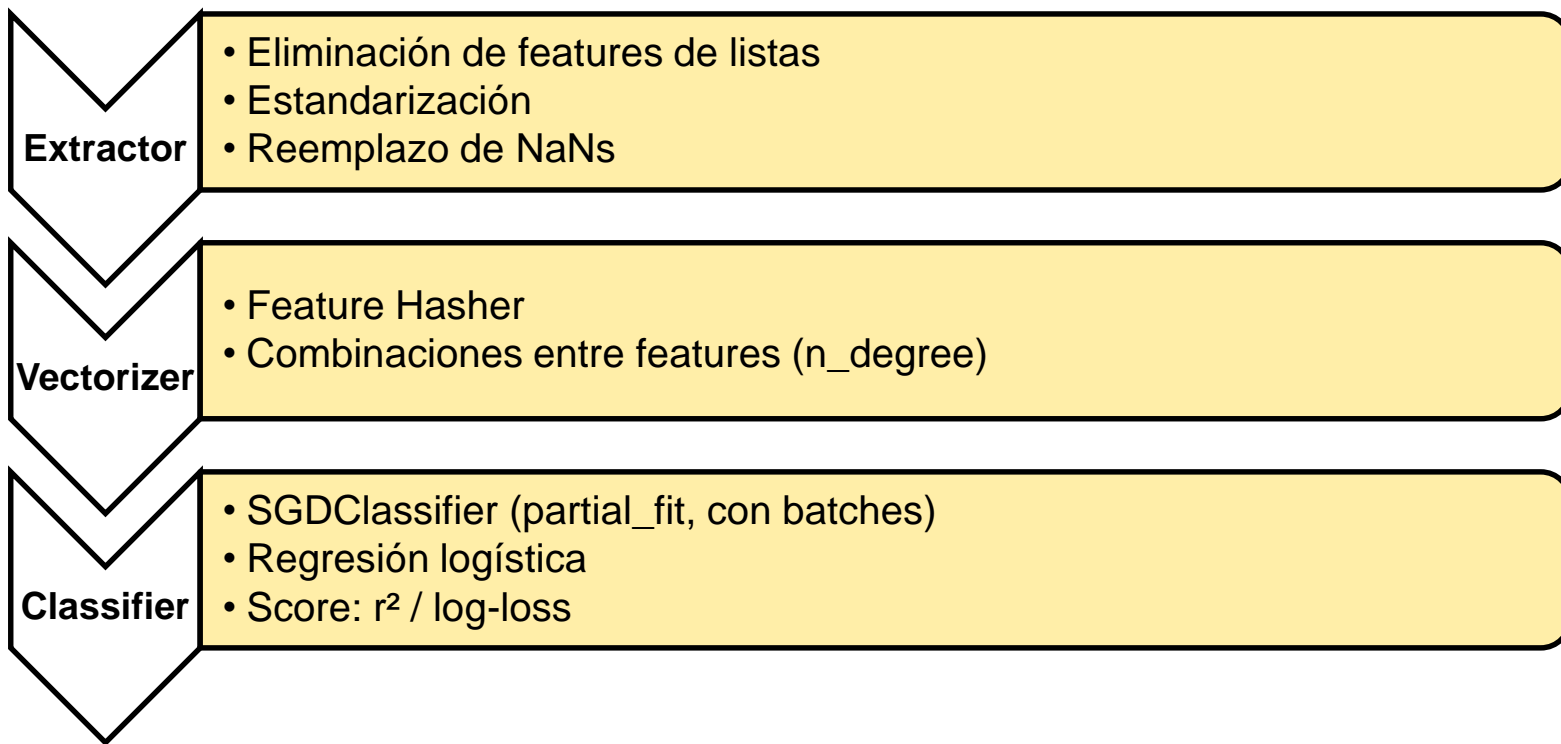 Extractor
• Eliminación de features de listas
• Estandarización
• Reemplazo de NaNs
Vectorizer
• Feature Hasher
• Combinaciones entre features (n_degree)
Classifier
• SGDClassifier (partial_fit, con batches)
• Regresión logística
• Score: r² / log-loss